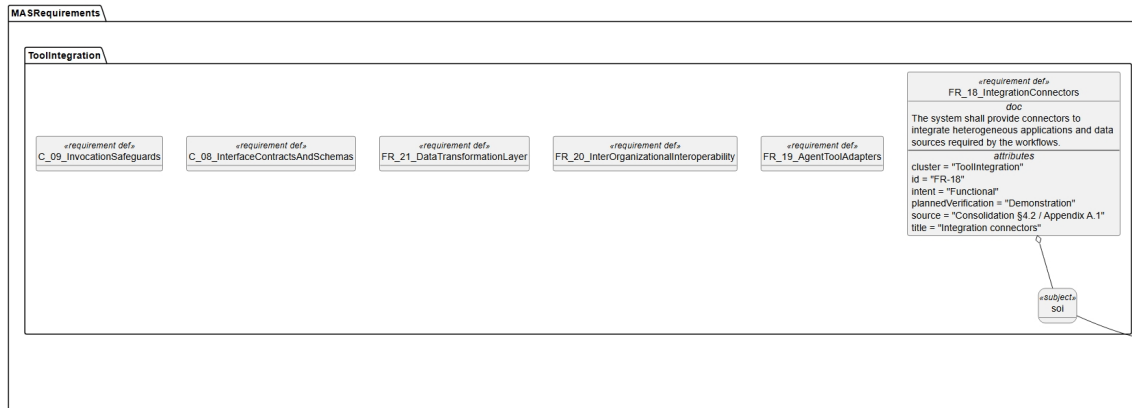 MASRequirements
ToolIntegration
«requirement def»
C_09_InvocationSafeguards
«requirement def»
C_08_InterfaceContractsAndSchemas
«requirement def»
FR_21_DataTransformationLayer
«requirement def»
FR_20_InterOrganizationalInteroperability
«requirement def»
FR_19_AgentToolAdapters
«requirement def»
FR_18_IntegrationConnectors
doc
The system shall provide connectors to
integrate heterogeneous applications and data
sources required by the workflows.
attributes
cluster = "ToolIntegration"
id = "FR-18"
intent = "Functional"
plannedVerification = "Demonstration"
source = "Consolidation §4.2 / Appendix A.1"
title = "Integration connectors"
«subject»
soi